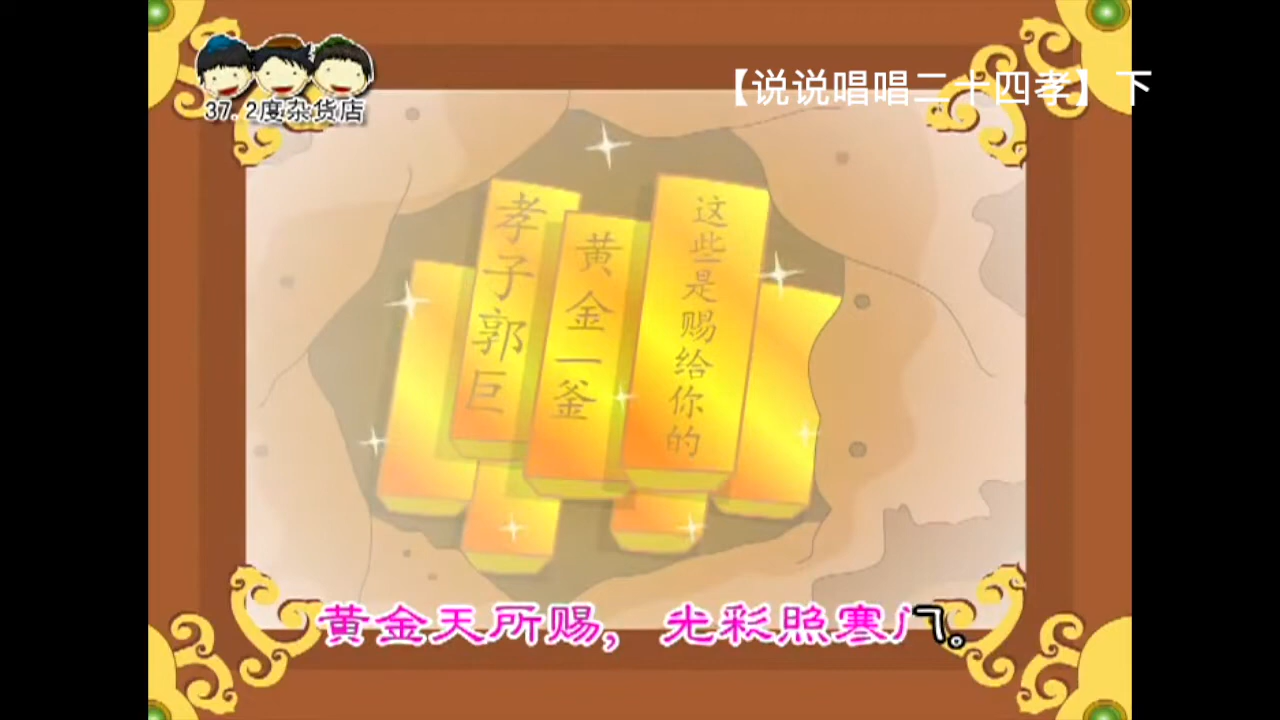 37.2度杂货店
【说说唱唱二十四孝】下
孝子郭巨
黄金一釜
这些是赐给你的
黄金天所赐，光彩照寒门。